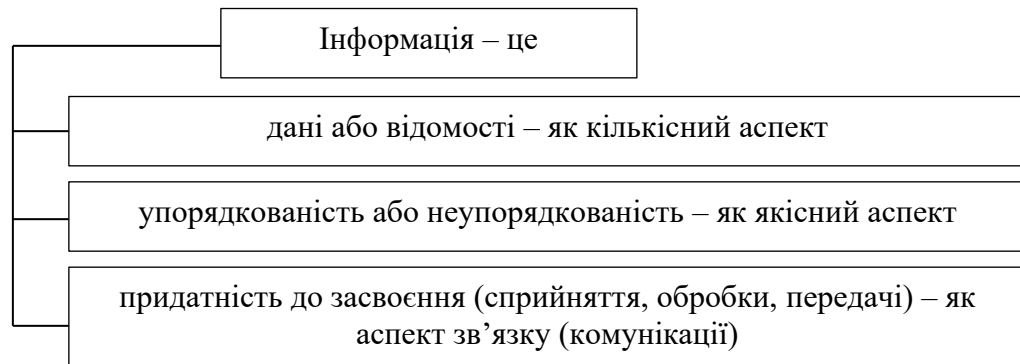 Інформація – це
дані або відомості – як кількісний аспект
упорядкованість або неупорядкованість – як якісний аспект
придатність до засвоєння (сприйняття, обробки, передачі) – як
аспект зв’язку (комунікації)